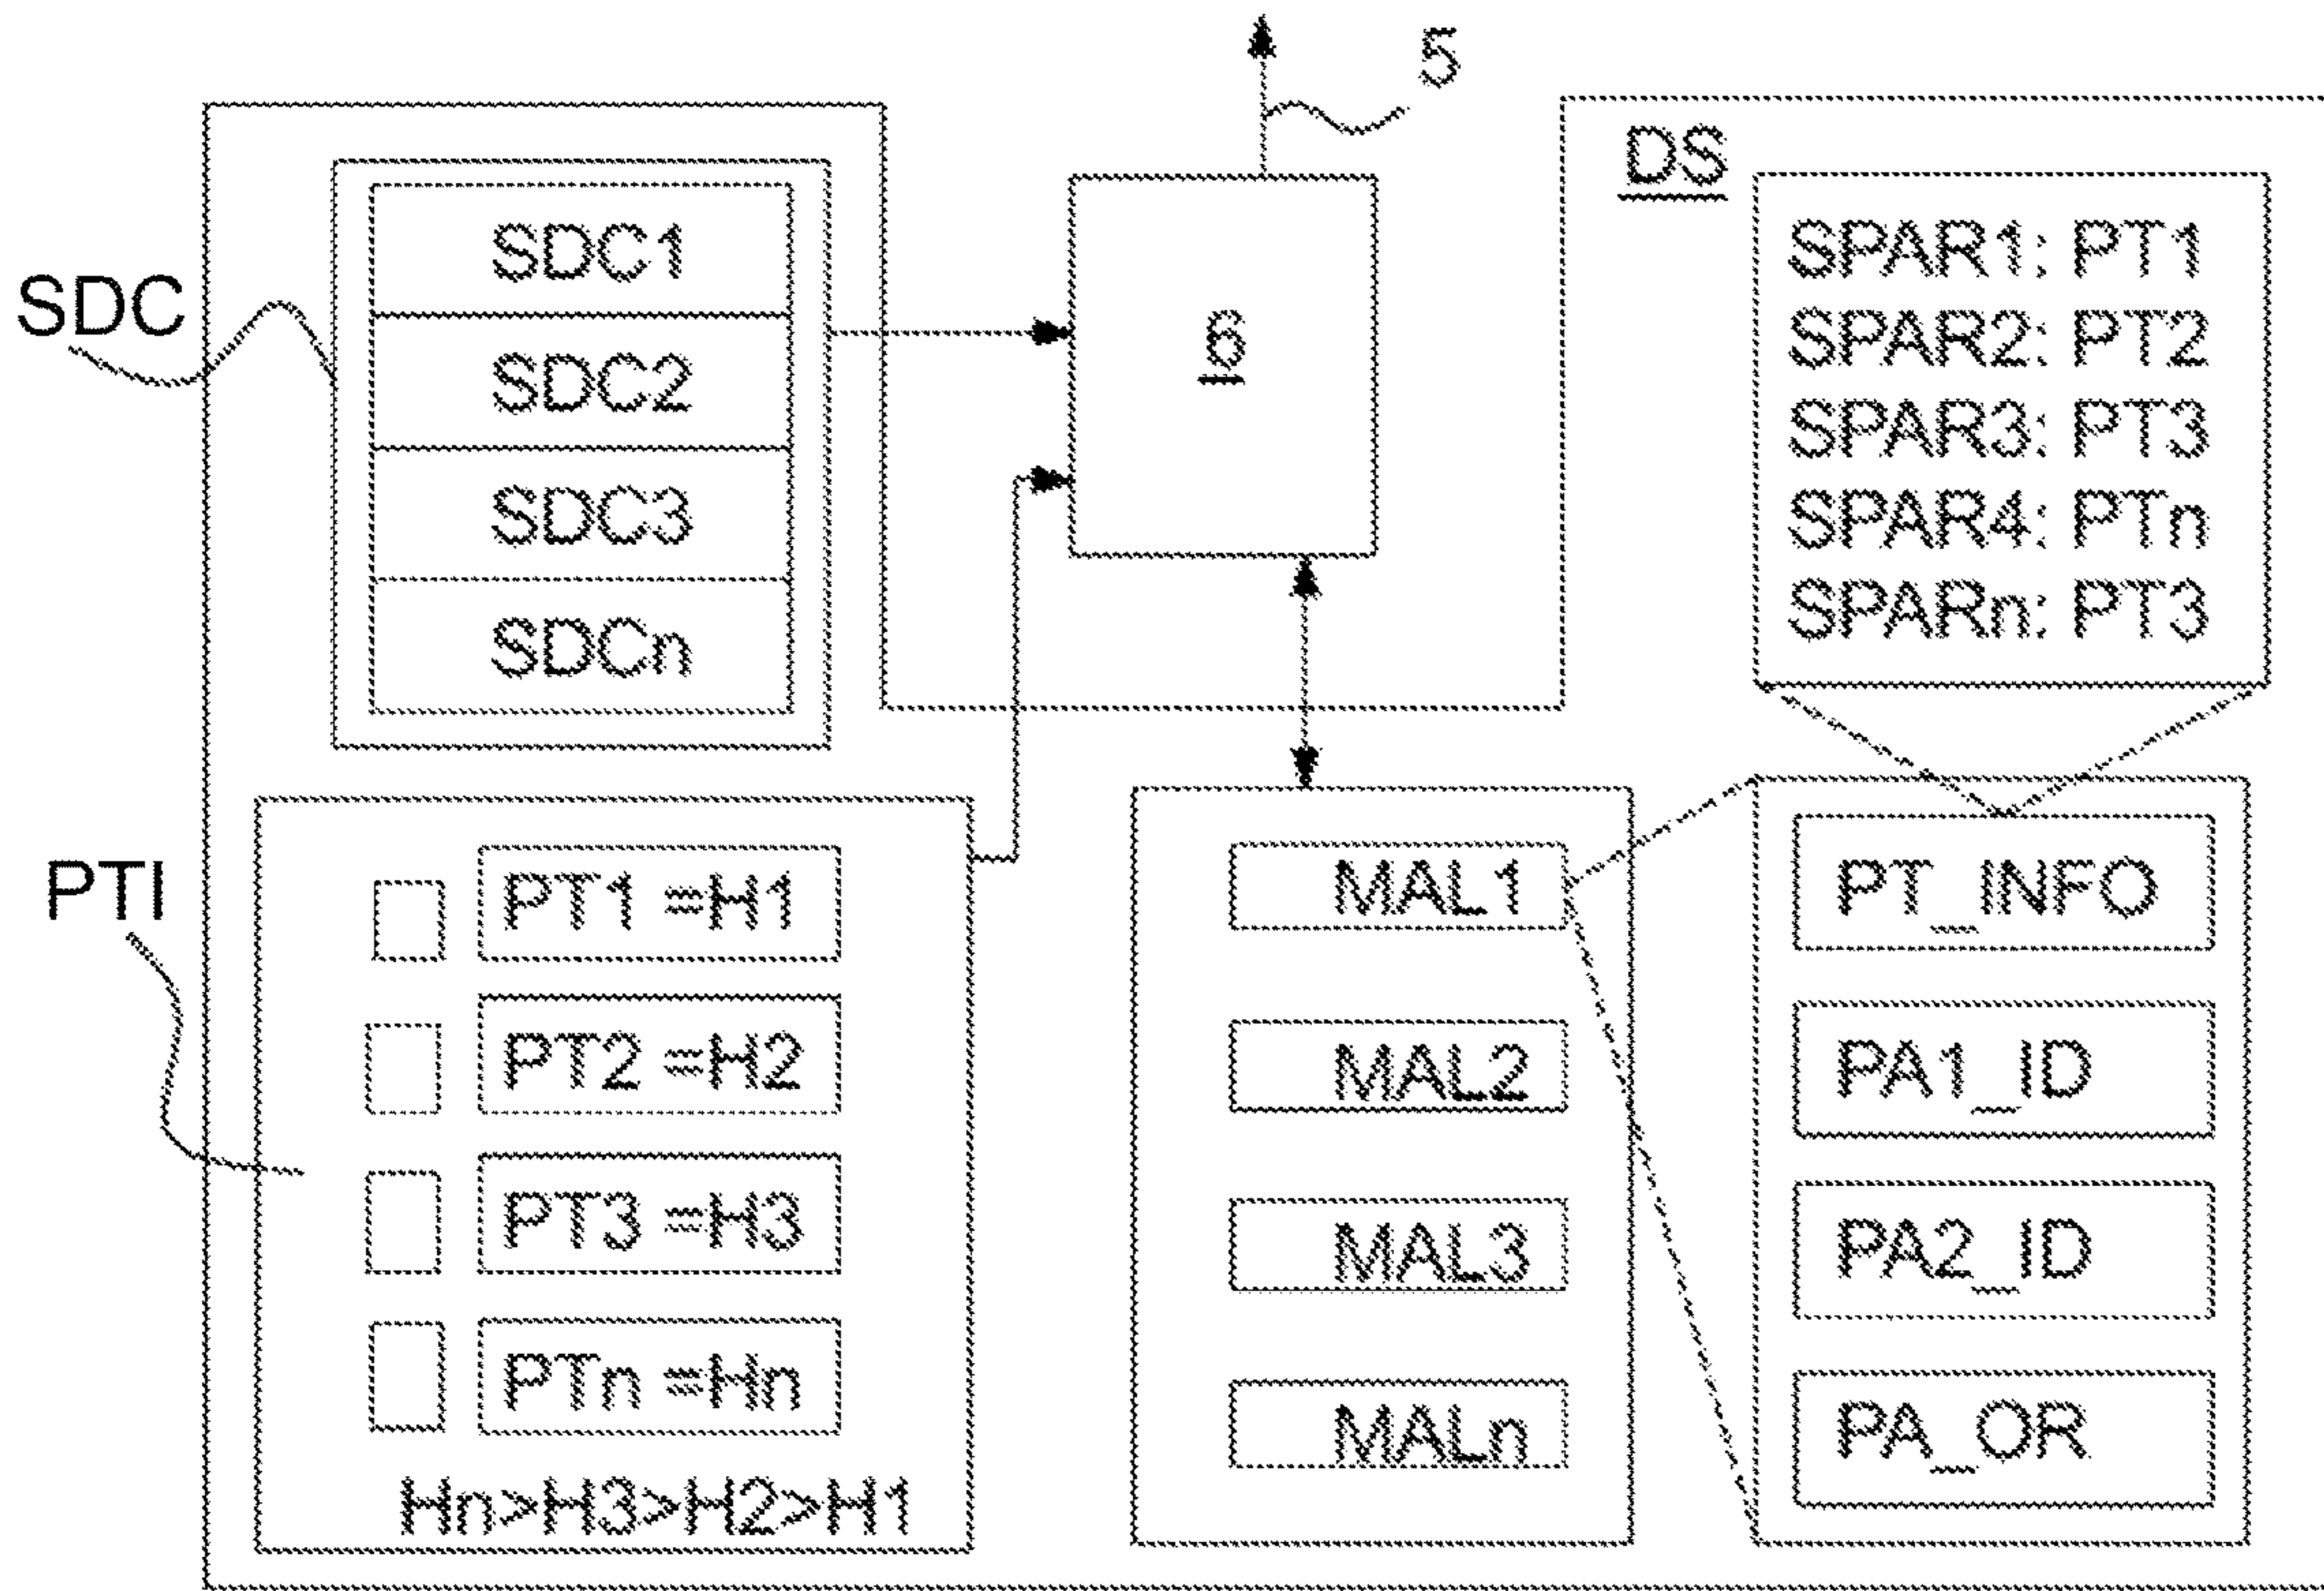 5
DS
SDC
SDC1
SDC2
SDC3
SDCn
6
SPAR1: PT1
SPAR2: PT2
SPAR3: PT3
SPAR4: PTn
SPARn: PT3
PTI
PT1 =H1
PT2 =H2
PT3 =H3
PTn =Hn
Hn>H3>H2>H1
MAL1
MAL2
MAL3
MALn
PT_INFO
PA1_ID
PA2_ID
PA_OR